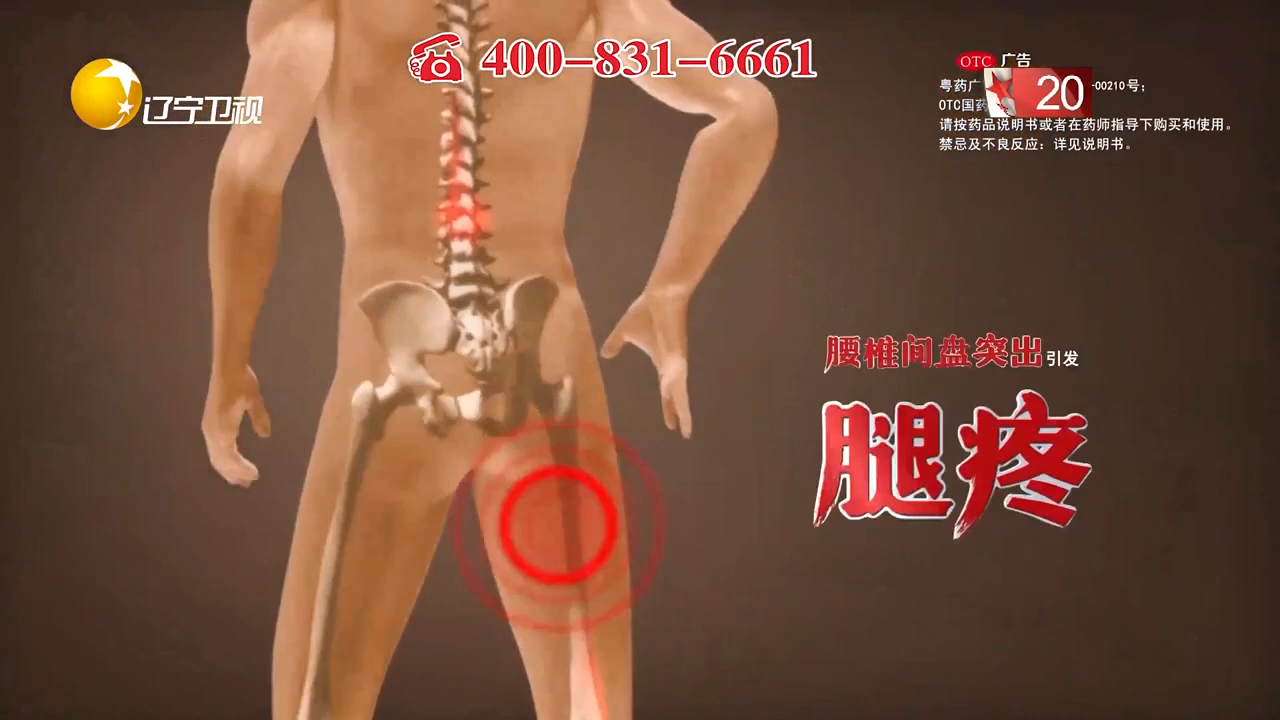 400-831-6661
辽宁卫视
OTC 广告
粤药广
-00210号；
20
OTC国药
请按药品说明书或者在药师指导下购买和使用。
禁忌及不良反应：详见说明书。
腰椎间盘突出引发
腿疼